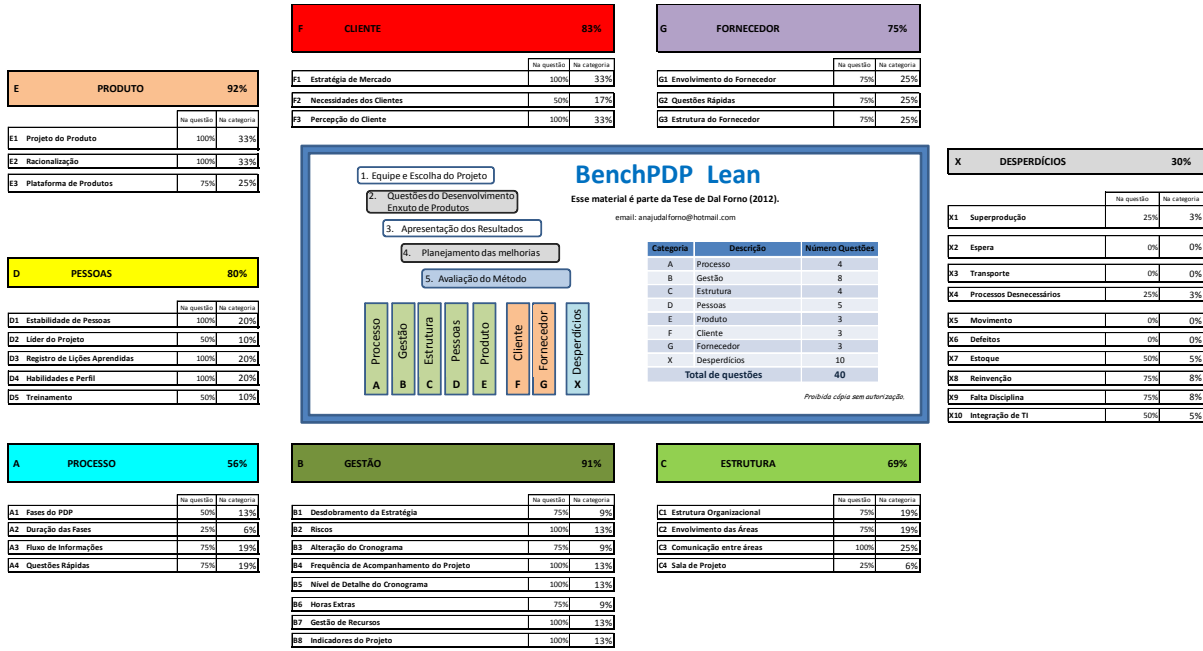 F CLIENTE 83%
Na questão Na categoria
F1 Estratégia de Mercado 100% 33%
F2 Necessidades dos Clientes 50% 17%
F3 Percepção do Cliente 100% 33%
G FORNECEDOR 75%
Na questão Na categoria
G1 Envolvimento do Fornecedor 75% 25%
G2 Questões Rápidas 75% 25%
G3 Estrutura do Fornecedor 75% 25%
E PRODUTO 92%
Na questão Na categoria
E1 Projeto do Produto 100% 33%
E2 Racionalização 100% 33%
E3 Plataforma de Produtos 75% 25%
D PESSOAS 80%
Na questão Na categoria
D1 Estabilidade de Pessoas 100% 20%
D2 Líder do Projeto 50% 10%
D3 Registro de Lições Aprendidas 100% 20%
D4 Habilidades e Perfil 100% 20%
D5 Treinamento 50% 10%
1. Equipe e Escolha do Projeto
2. Questões do Desenvolvimento
Enxuto de Produtos
3. Apresentação dos Resultados
4. Planejamento das melhorias
5. Avaliação do Método
A Processo
B Gestão
C Estrutura
D Pessoas
E Produto
F Cliente
G Fornecedor
X Desperdícios
BenchPDP Lean
Esse material é parte da Tese de Dal Forno (2012).
email: anajudalforno@hotmail.com
Categoria Descrição Número Questões
A Processo 4
B Gestão 8
C Estrutura 4
D Pessoas 5
E Produto 3
F Cliente 3
G Fornecedor 3
X Desperdícios 10
Total de questões 40
Proibida cópia sem autorização.
X DESPERDÍCIOS 30%
Na questão Na categoria
X1 Superprodução 25% 3%
X2 Espera 0% 0%
X3 Transporte 0% 0%
X4 Processos Desnecessários 25% 3%
X5 Movimento 0% 0%
X6 Defeitos 0% 0%
X7 Estoque 50% 5%
X8 Reinvenção 75% 8%
X9 Falta Disciplina 75% 8%
X10 Integração de TI 50% 5%
A PROCESSO 56%
Na questão Na categoria
A1 Fases do PDP 50% 13%
A2 Duração das Fases 25% 6%
A3 Fluxo de Informações 75% 19%
A4 Questões Rápidas 75% 19%
B GESTÃO 91%
Na questão Na categoria
B1 Desdobramento da Estratégia 75% 9%
B2 Riscos 100% 13%
B3 Alteração do Cronograma 75% 9%
B4 Frequência de Acompanhamento do Projeto 100% 13%
B5 Nível de Detalhe do Cronograma 100% 13%
B6 Horas Extras 75% 9%
B7 Gestão de Recursos 100% 13%
B8 Indicadores do Projeto 100% 13%
C ESTRUTURA 69%
Na questão Na categoria
C1 Estrutura Organizacional 75% 19%
C2 Envolvimento das Áreas 75% 19%
C3 Comunicação entre áreas 100% 25%
C4 Sala de Projeto 25% 6%